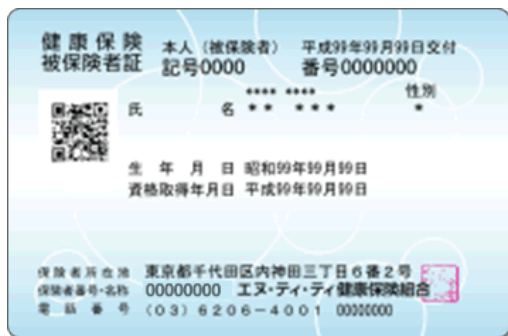 健康保険 本人（被保険者） 平成99年99月99日交付
被保険者証 記号0000 番号0000000
**** **** 性別
氏 名 ** *** *
生年月日 昭和99年99月99日
資格取得年月日 平成99年99月99日
保険者所在地 東京都千代田区内神田三丁目6番2号
保険者番号・名称 00000000 エヌ・ティ・ティ健康保険組合
電話番号 (03) 6206-4001 00000000